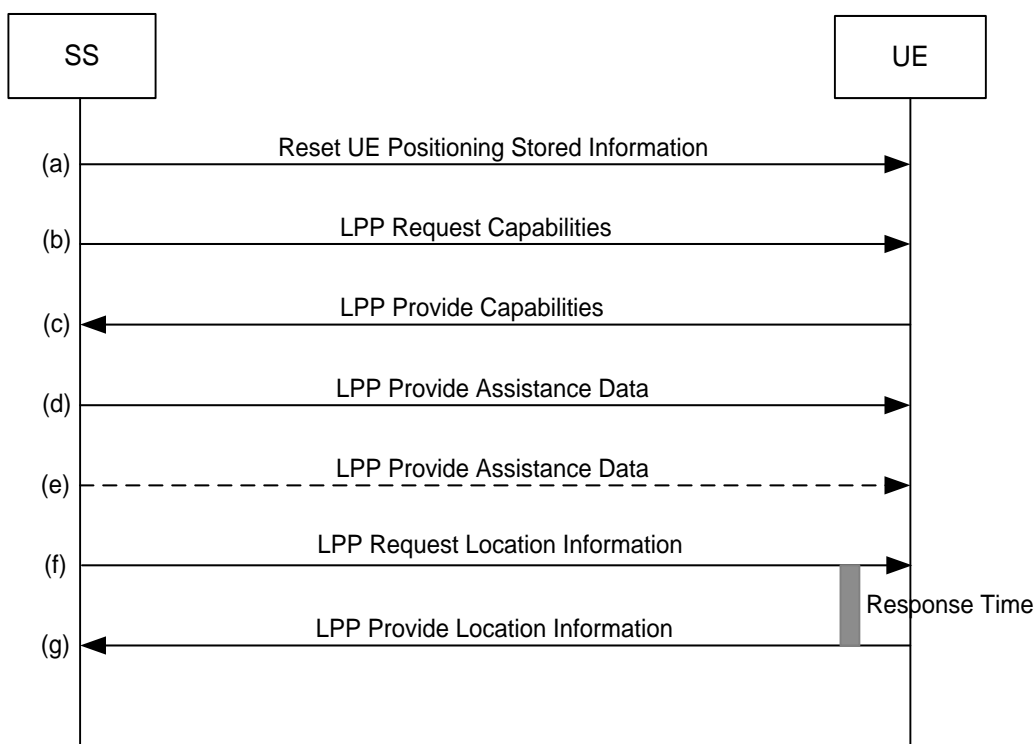 SS
UE
(a)
Reset UE Positioning Stored Information
(b)
LPP Request Capabilities
(c)
LPP Provide Capabilities
(d)
LPP Provide Assistance Data
(e)
LPP Provide Assistance Data
(f)
LPP Request Location Information
Response Time
(g)
LPP Provide Location Information